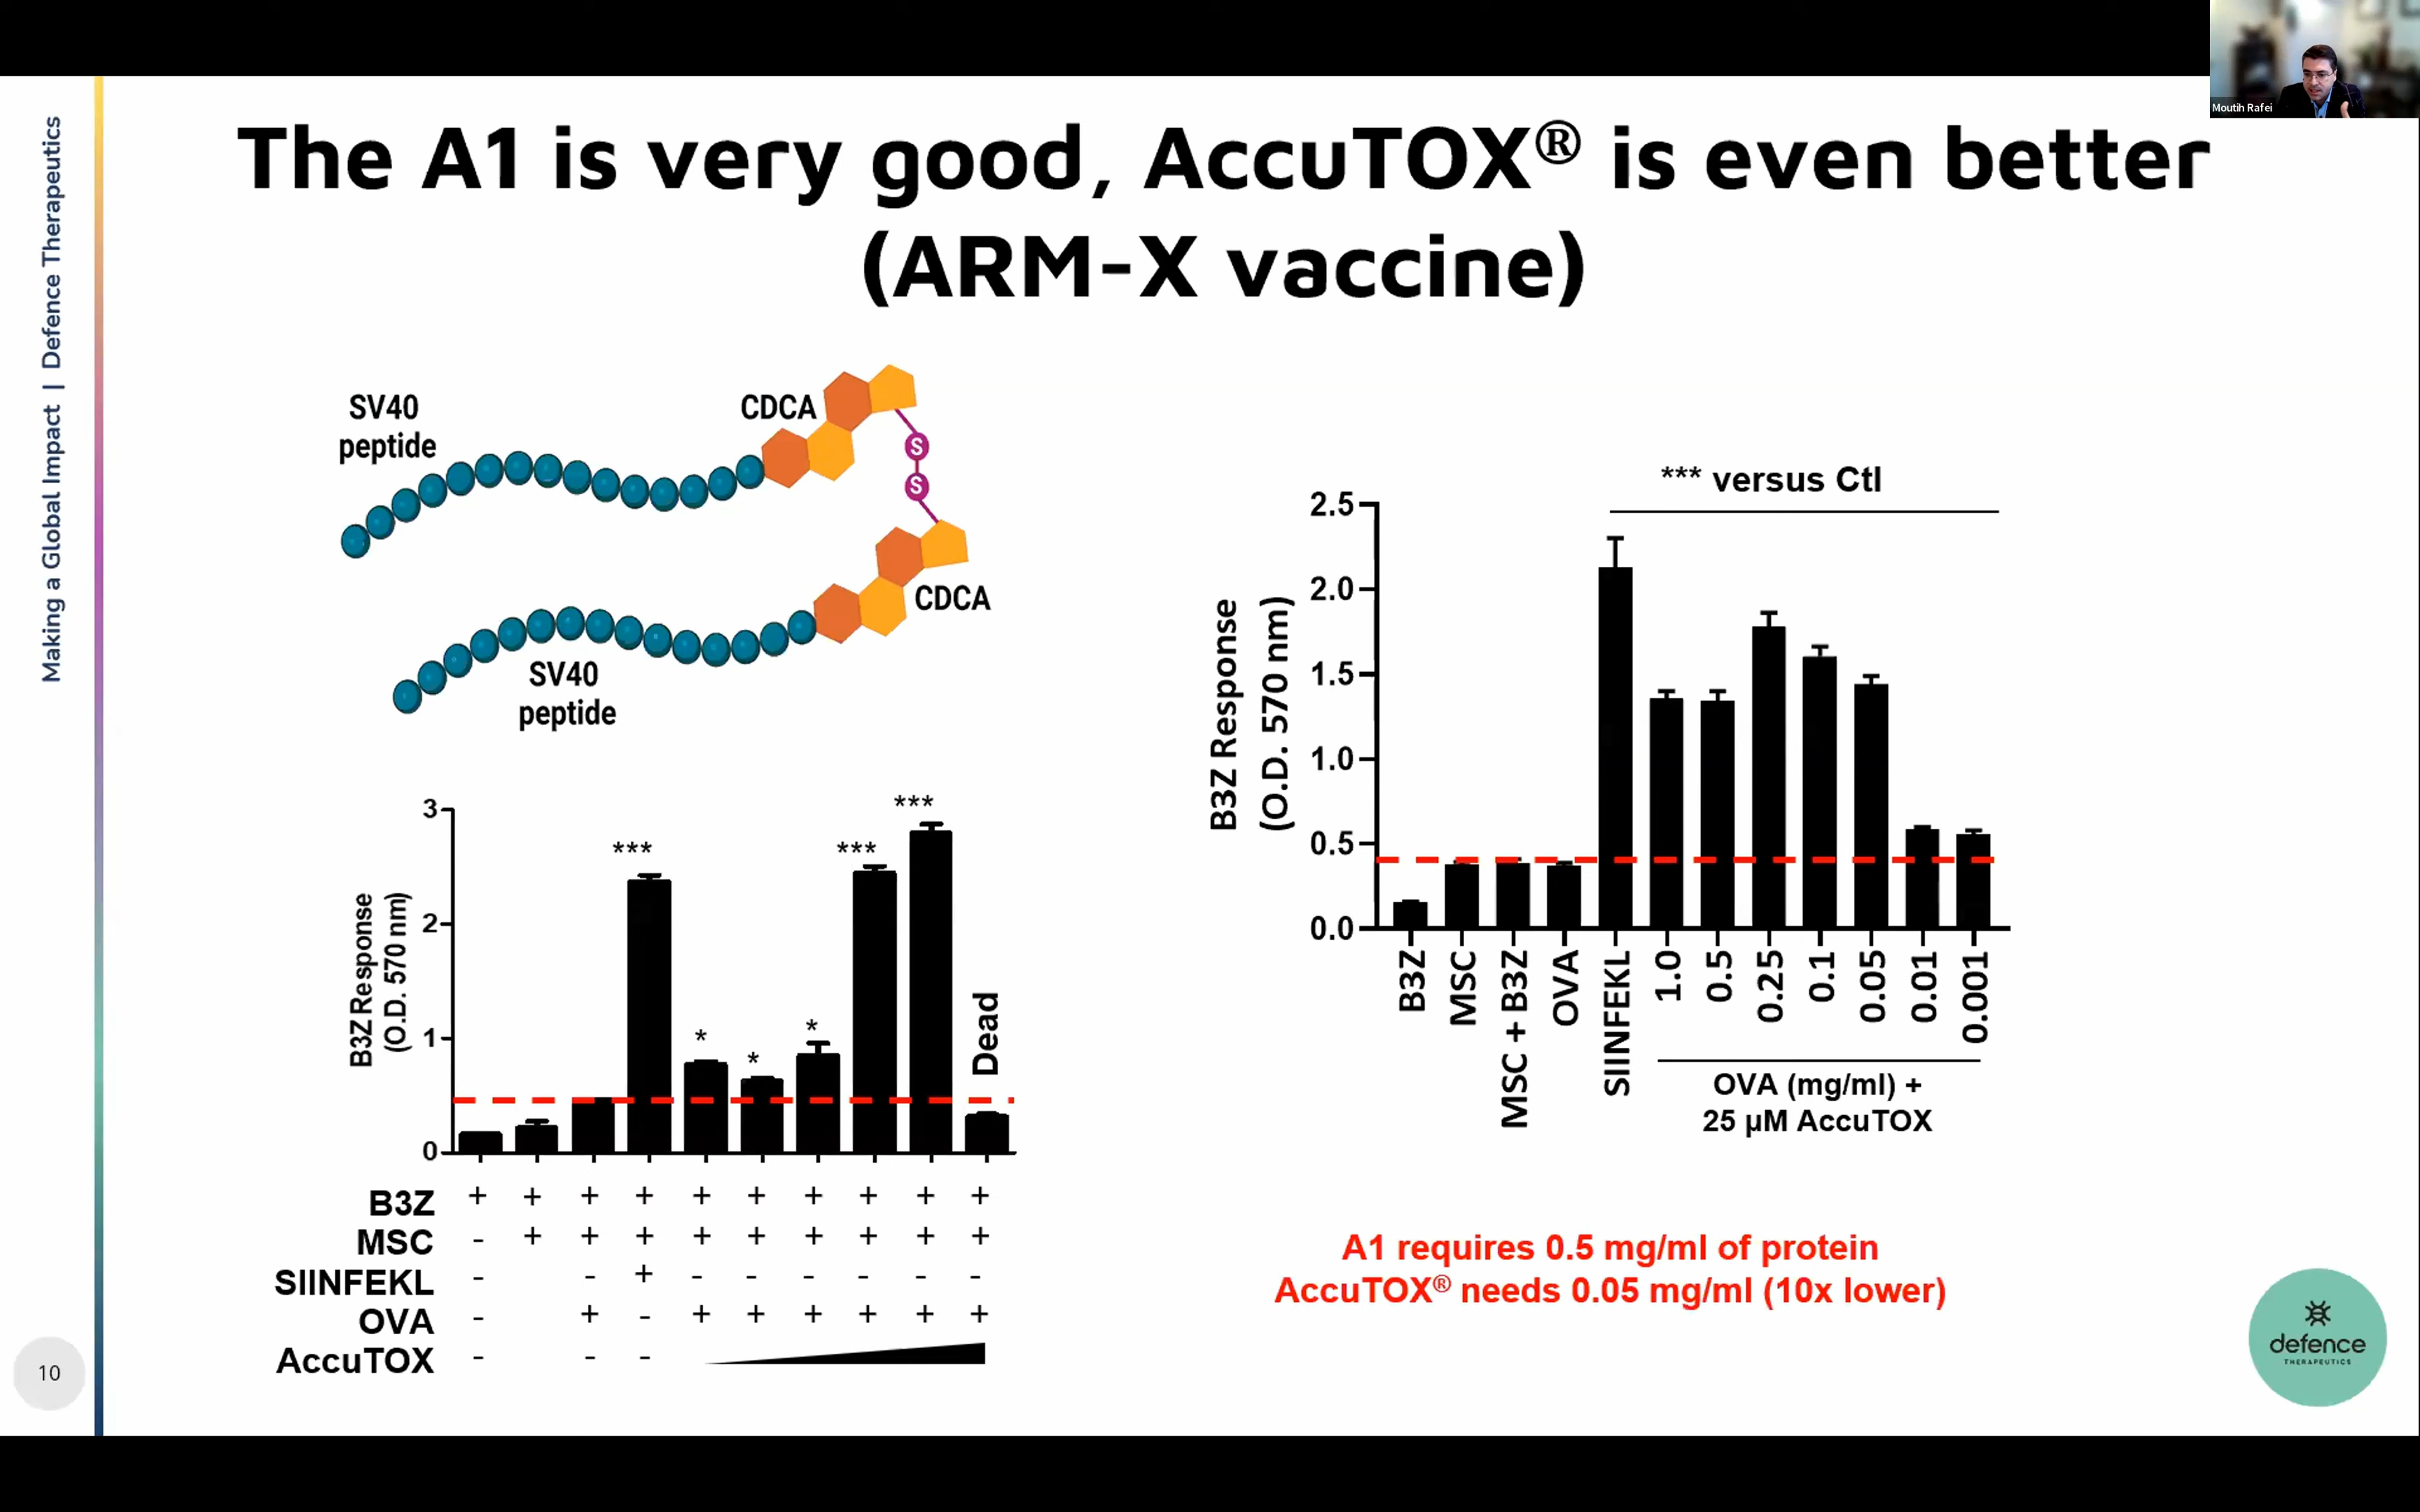 Moutih Rafei
Making a Global Impact | Defence Therapeutics
The A1 is very good, AccuTOX® is even better
(ARM-X vaccine)
SV40
peptide
CDCA
S
S
CDCA
SV40
peptide
B3Z Response
(O.D. 570 nm)
3
2
1
0
***
*
*
*
***
***
Dead
B3Z + + + + + + + + + +
MSC - + + + + + + + + +
SIINFEKL - - + - - - - - -
OVA - + - + + + + + +
AccuTOX - - -
*** versus Ctl
B3Z Response
(O.D. 570 nm)
2.5
2.0
1.5
1.0
0.5
0.0
B3Z
MSC
MSC + B3Z
OVA
SIINFEKL
1.0
0.5
0.25
0.1
0.05
0.01
0.001
OVA (mg/ml) +
25 µM AccuTOX
A1 requires 0.5 mg/ml of protein
AccuTOX® needs 0.05 mg/ml (10x lower)
10
defence
THERAPEUTICS